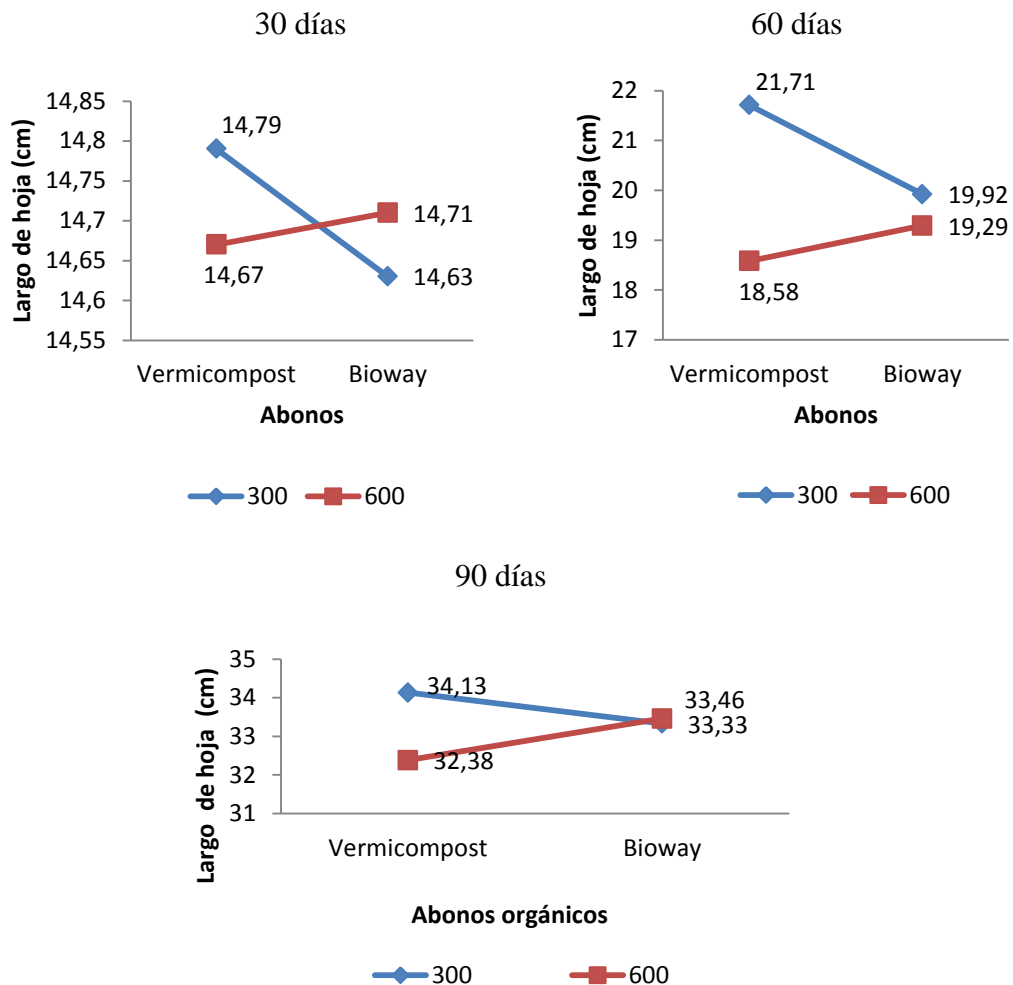 30 días
Largo de hoja (cm)
14,85
14,8
14,75
14,7
14,65
14,6
14,55
14,79
14,71
14,67
14,63
Vermicompost Bioway
Abonos
300 600
60 días
Largo de hoja (cm)
22
21
20
19
18
17
21,71
19,92
19,29
18,58
Vermicompost Bioway
Abonos
300 600
90 días
Largo de hoja (cm)
35
34
33
32
31
34,13
33,46
33,33
32,38
Vermicompost Bioway
Abonos orgánicos
300 600